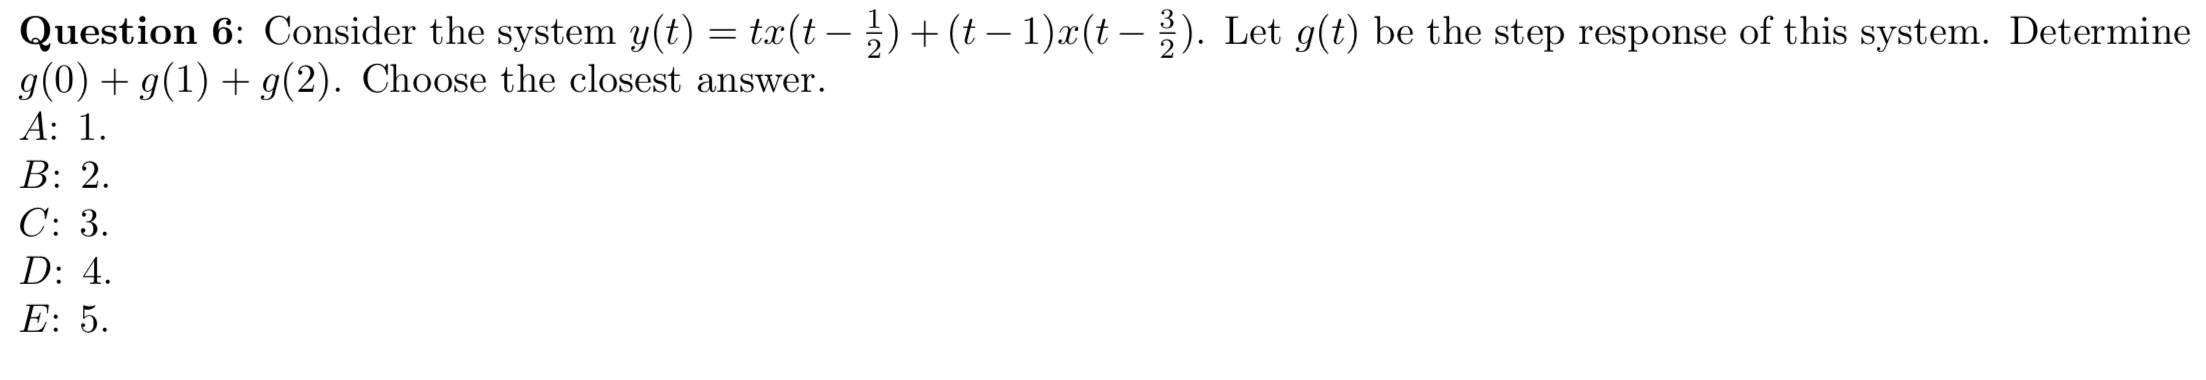 Question 6: Consider the system y(t) = tx(t − 1/2) + (t − 1)x(t − 3/2). Let g(t) be the step response of this system. Determine
g(0) + g(1) + g(2). Choose the closest answer.
A: 1.
B: 2.
C: 3.
D: 4.
E: 5.